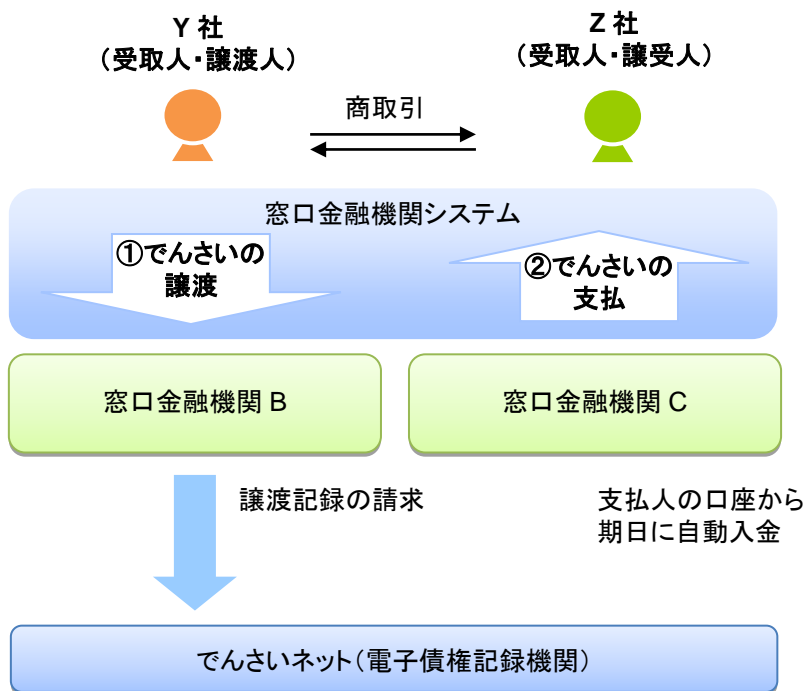 Y 社
（受取人・譲渡人）
Z 社
（受取人・譲受人）
商取引
窓口金融機関システム
①でんさいの
譲渡
②でんさいの
支払
窓口金融機関 B
窓口金融機関 C
譲渡記録の請求
支払人の口座から
期日に自動入金
でんさいネット（電子債権記録機関）